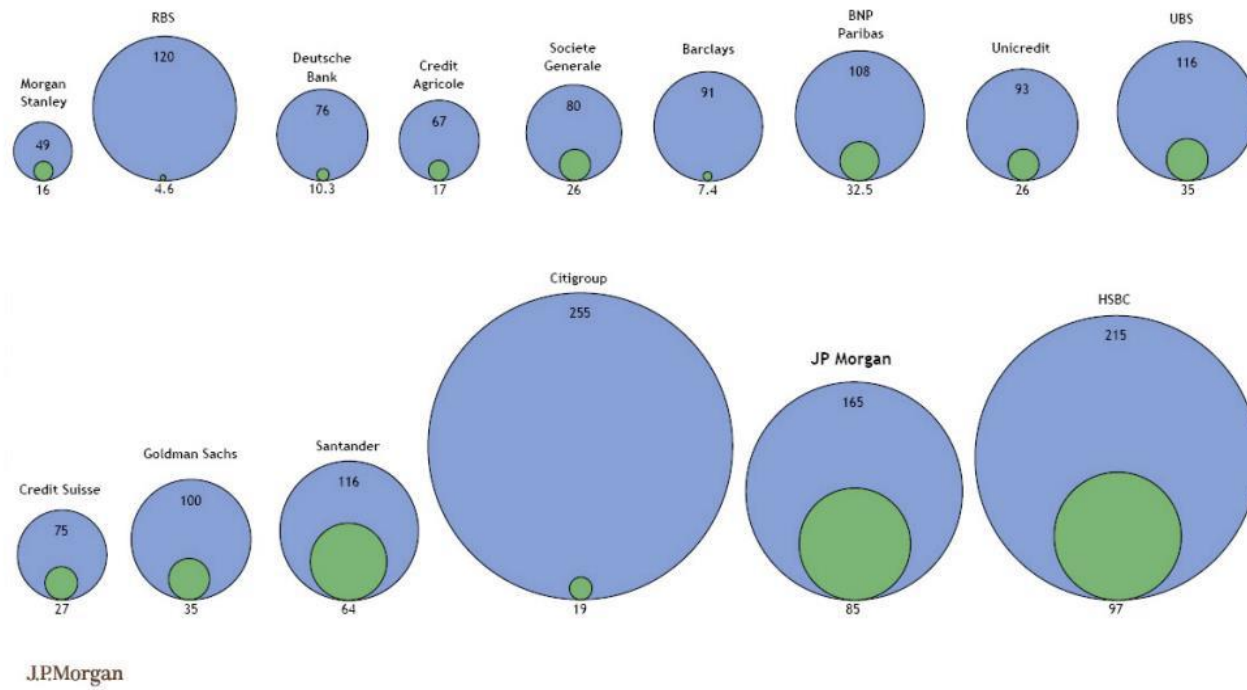 RBS
120
4.6
Morgan
Stanley
49
16
Deutsche
Bank
76
10.3
Credit
Agricole
67
17
Societe
Generale
80
26
Barclays
91
7.4
BNP
Paribas
108
32.5
Unicredit
93
26
UBS
116
35
Credit Suisse
75
27
Goldman Sachs
100
35
Santander
116
64
Citigroup
255
19
JP Morgan
165
85
HSBC
215
97
J.P.Morgan